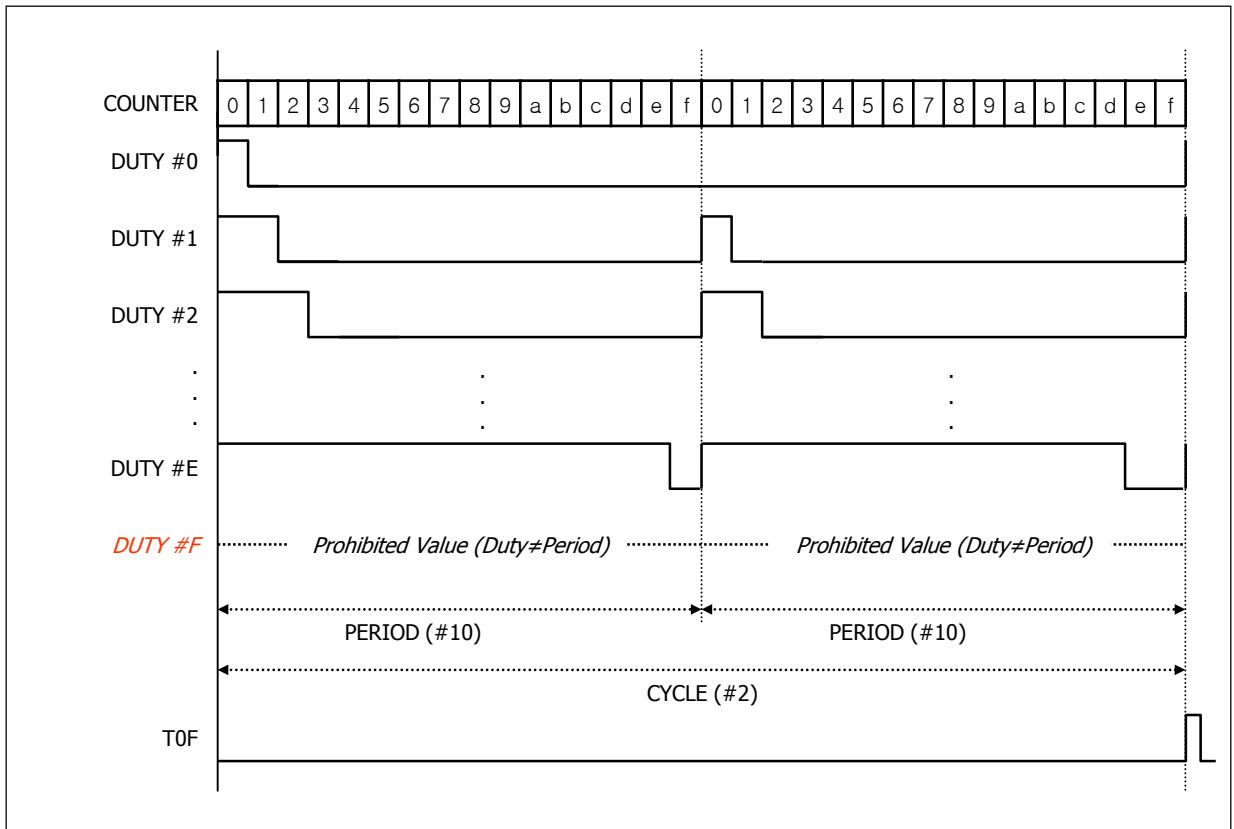 COUNTER 0 1 2 3 4 5 6 7 8 9 a b c d e f 0 1 2 3 4 5 6 7 8 9 a b c d e f
DUTY #0
DUTY #1
DUTY #2
. . .
. . .
. . .
DUTY #E
DUTY #F Prohibited Value (Duty≠Period) Prohibited Value (Duty≠Period)
PERIOD (#10) PERIOD (#10)
CYCLE (#2)
T0F